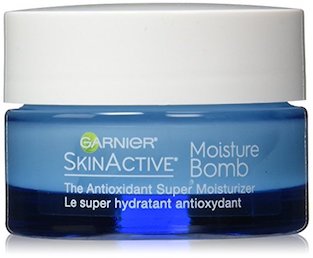 GARNIER®
SKINACTIVE®
Moisture
Bomb
The Antioxidant Super Moisturizer
Le super hydratant antioxydant